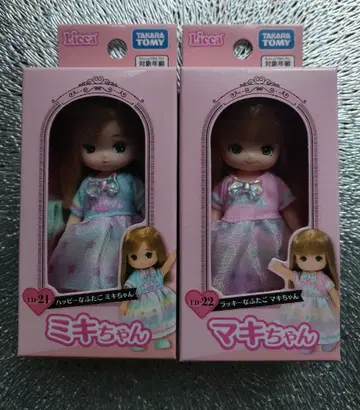 Licca
TAKARA TOMY
対象年齢
LD-21
ハッピーなふたご ミキちゃん
ミキちゃん
Licca
TAKARA TOMY
対象年齢
LD-22
ラッキーなふたご マキちゃん
マキちゃん